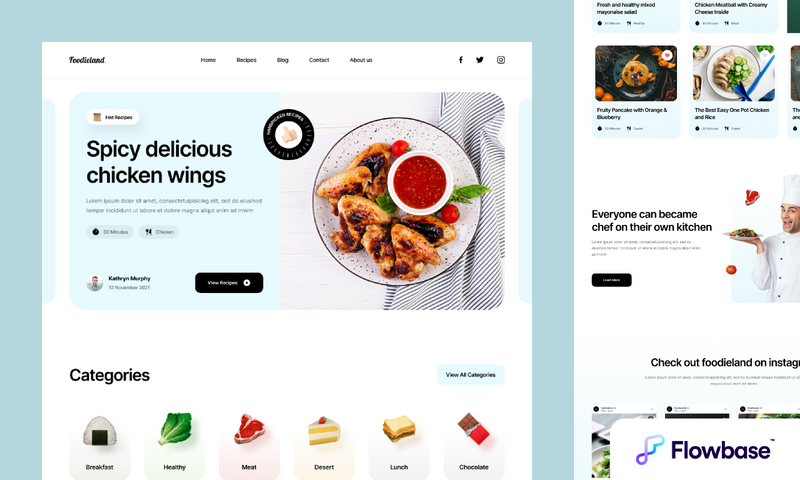 Foodieland.
Home
Recipes
Blog
Contact
About us
Hot Recipes
HANDPICKED RECIPES
Spicy delicious
chicken wings
Lorem ipsum dolor sit amet, consectetuipisicing elit, sed do eiusmod
tempor incididunt ut labore et dolore magna aliqut enim ad minim
30 Minutes
Chicken
Kathryn Murphy
12 November 2021
View Recipes
Categories
View All Categories
Breakfast
Healthy
Meat
Desert
Lunch
Chocolate
Fresh and healthy mixed
mayonaise salad
30 Minutes
Healthy
Chicken Meatball with Creamy
Cheese Inside
30 Minutes
Meat
Fruity Pancake with Orange &
Blueberry
30 Minutes
Sweet
The Best Easy One Pot Chicken
and Rice
30 Minutes
Everyone can became
chef on their own kitchen
Lorem ipsum dolor sit amet, consectetuipisicing elit, sed do
eiusmod tempor incididunt ut labore et dolore magna aliqut enim
ad minim
Learn More
Check out foodieland on instag
Lorem ipsum dolor sit amet, consectetuipisicing elit, sed do eiusmod
magna aliqut enim ad minim
Flowbase™